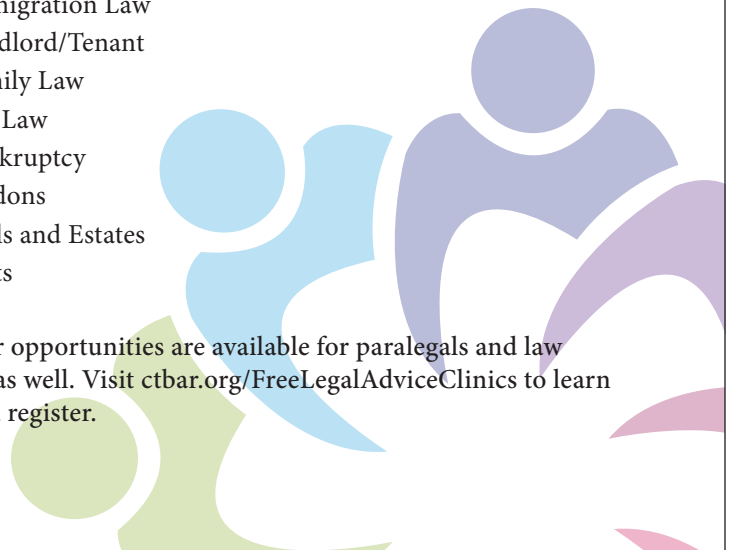 nigration Law
dlord/Tenant
nily Law
Law
kruptcy
dons
ls and Estates
ts
r opportunities are available for paralegals and law
as well. Visit ctbar.org/FreeLegalAdviceClinics to learn
register.